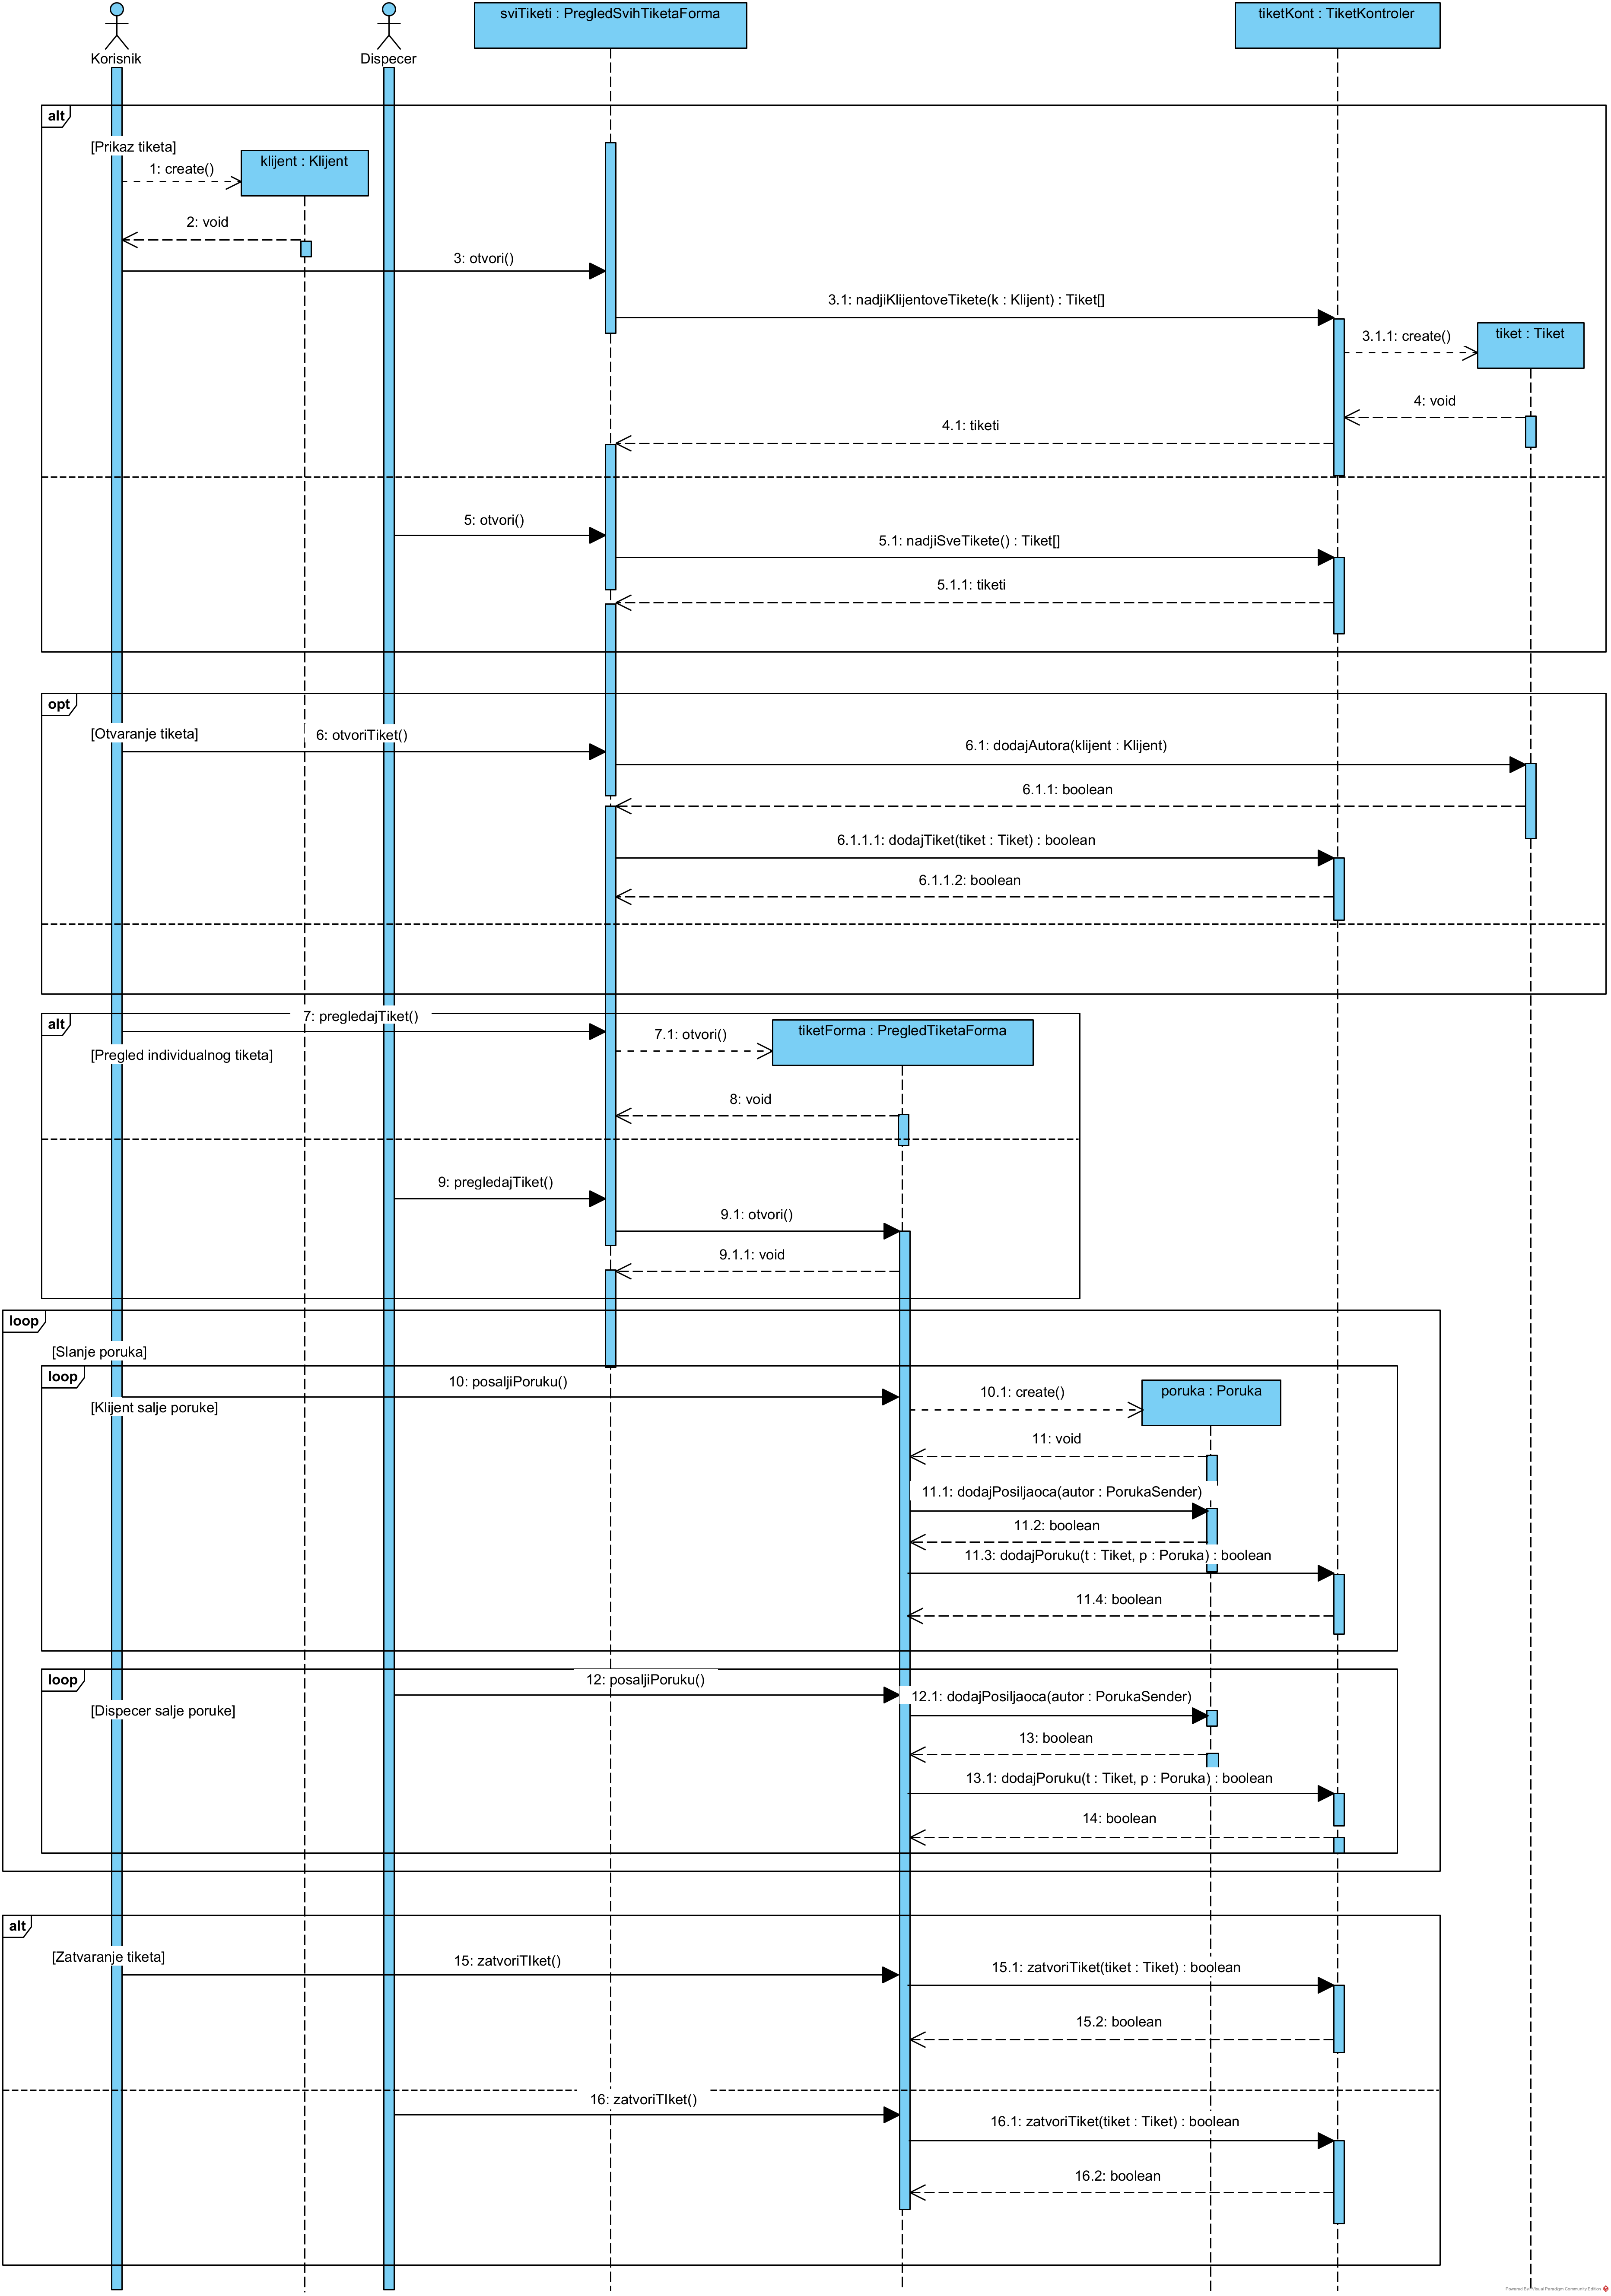 Korisnik
Dispecer
sviTiketi : PregledSvihTiketaForma
tiketKont : TiketKontroler
alt
[Prikaz tiketa]
1: create()
klijent : Klijent
2: void
3: otvori()
3.1: nadjiKlijentoveTikete(k : Klijent) : Tiket[]
3.1.1: create()
tiket : Tiket
4: void
4.1: tiketi
5: otvori()
5.1: nadjiSveTikete() : Tiket[]
5.1.1: tiketi
opt
[Otvaranje tiketa]
6: otvoriTiket()
6.1: dodajAutora(klijent : Klijent)
6.1.1: boolean
6.1.1.1: dodajTiket(tiket : Tiket) : boolean
6.1.1.2: boolean
alt
7: pregledajTiket()
[Pregled individualnog tiketa]
7.1: otvori()
tiketForma : PregledTiketaForma
8: void
9: pregledajTiket()
9.1: otvori()
9.1.1: void
loop
[Slanje poruka]
loop
10: posaljiPoruku()
[Klijent salje poruke]
10.1: create()
poruka : Poruka
11: void
11.1: dodajPosiljaoca(autor : PorukaSender)
11.2: boolean
11.3: dodajPoruku(t : Tiket, p : Poruka) : boolean
11.4: boolean
loop
12: posaljiPoruku()
[Dispecer salje poruke]
12.1: dodajPosiljaoca(autor : PorukaSender)
13: boolean
13.1: dodajPoruku(t : Tiket, p : Poruka) : boolean
14: boolean
alt
[Zatvaranje tiketa]
15: zatvoriTIket()
15.1: zatvoriTiket(tiket : Tiket) : boolean
15.2: boolean
16: zatvoriTIket()
16.1: zatvoriTiket(tiket : Tiket) : boolean
16.2: boolean
Powered By Visual Paradigm Community Edition